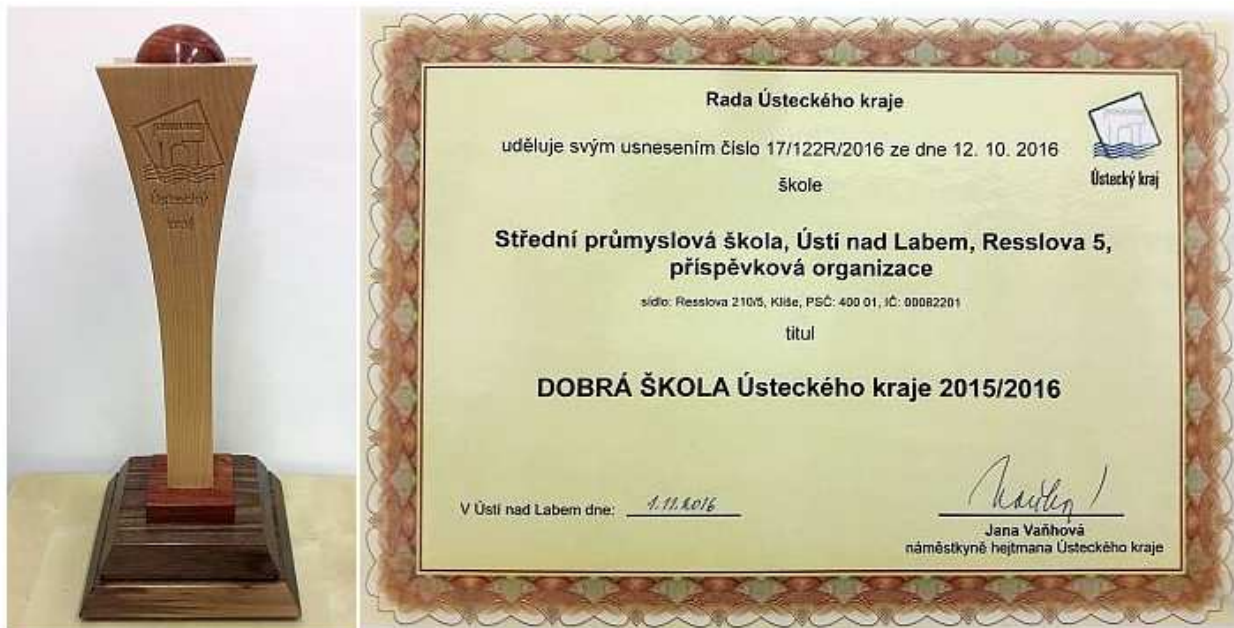 Ústecký
kraj
Rada Ústeckého kraje
uděluje svým usnesením číslo 17/122R/2016 ze dne 12. 10. 2016
škole
Ústecký kraj
Střední průmyslová škola, Ústí nad Labem, Resslova 5,
příspěvková organizace
sídlo: Resslova 210/5, Klíše, PSČ: 400 01, IČ: 00082201
titul
DOBRÁ ŠKOLA Ústeckého kraje 2015/2016
V Ústí nad Labem dne: 1.11.2016
Jana Vaňhová
náměstkyně hejtmana Ústeckého kraje